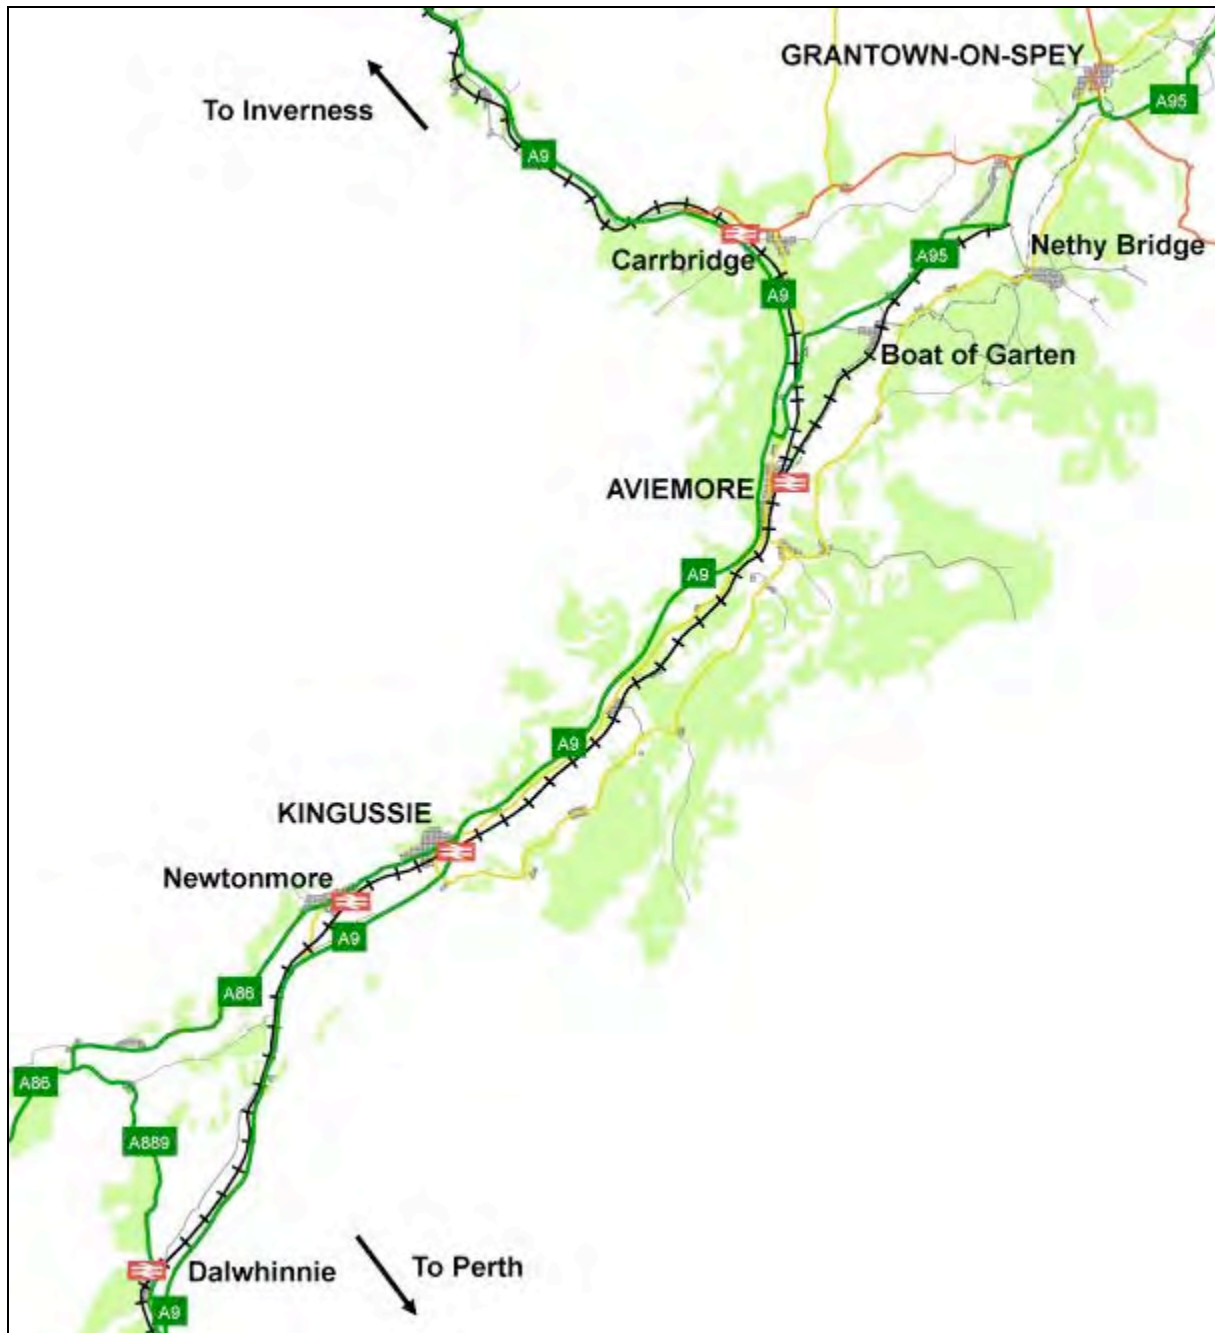 GRANTOWN-ON-SPEY
A95
To Inverness
A9
Nethy Bridge
A95
Carrbridge
A9
Boat of Garten
AVIEMORE
A9
A9
KINGUSSIE
Newtonmore
A9
A86
A86
A889
Dalwhinnie
To Perth
A9